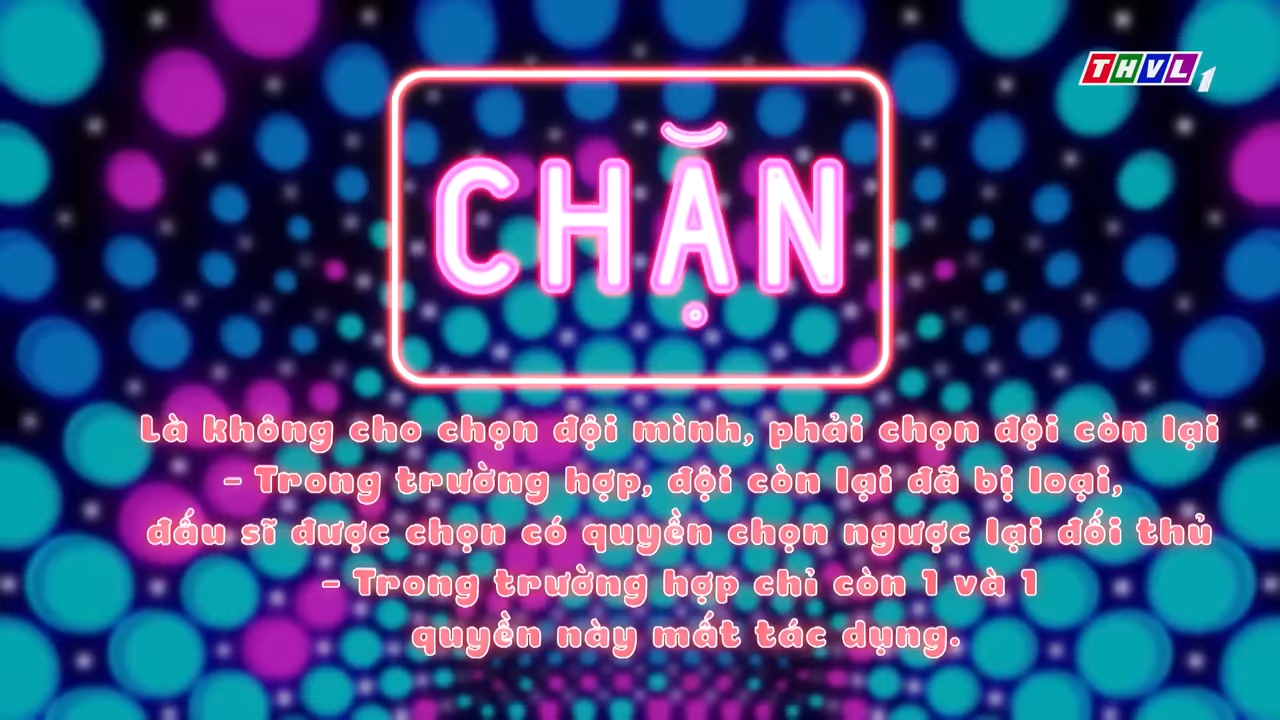 THVL1
CHẶN
Là không cho chọn đội mình, phải chọn đội còn lại
- Trong trường hợp, đội còn lại đã bị loại,
đấu sĩ được chọn có quyền chọn ngược lại đối thủ
- Trong trường hợp chỉ còn 1 và 1
quyền này mất tác dụng.